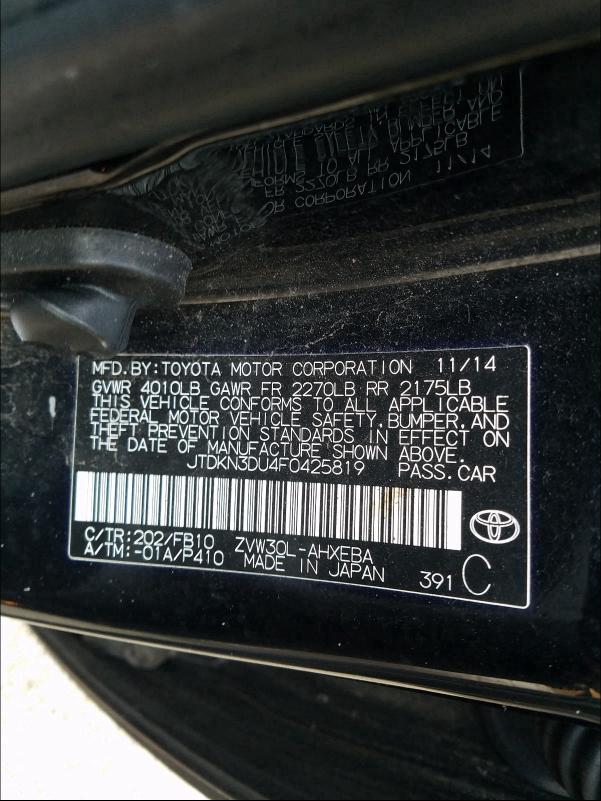 MFD. BY: TOYOTA MOTOR CORPORATION 11/14
GVWR 4010LB GAWR FR 2270LB RR 2175LB
THIS VEHICLE CONFORMS TO ALL APPLICABLE
FEDERAL MOTOR VEHICLE SAFETY, BUMPER, AND
THEFT PREVENTION STANDARDS IN EFFECT ON
THE DATE OF MANUFACTURE SHOWN ABOVE.
JTDKN3DU4F0425819 PASS. CAR
C/TR: 202/FB10 ZVW30L-AHXEBA
A/TM: -01A/P410 MADE IN JAPAN 391 C